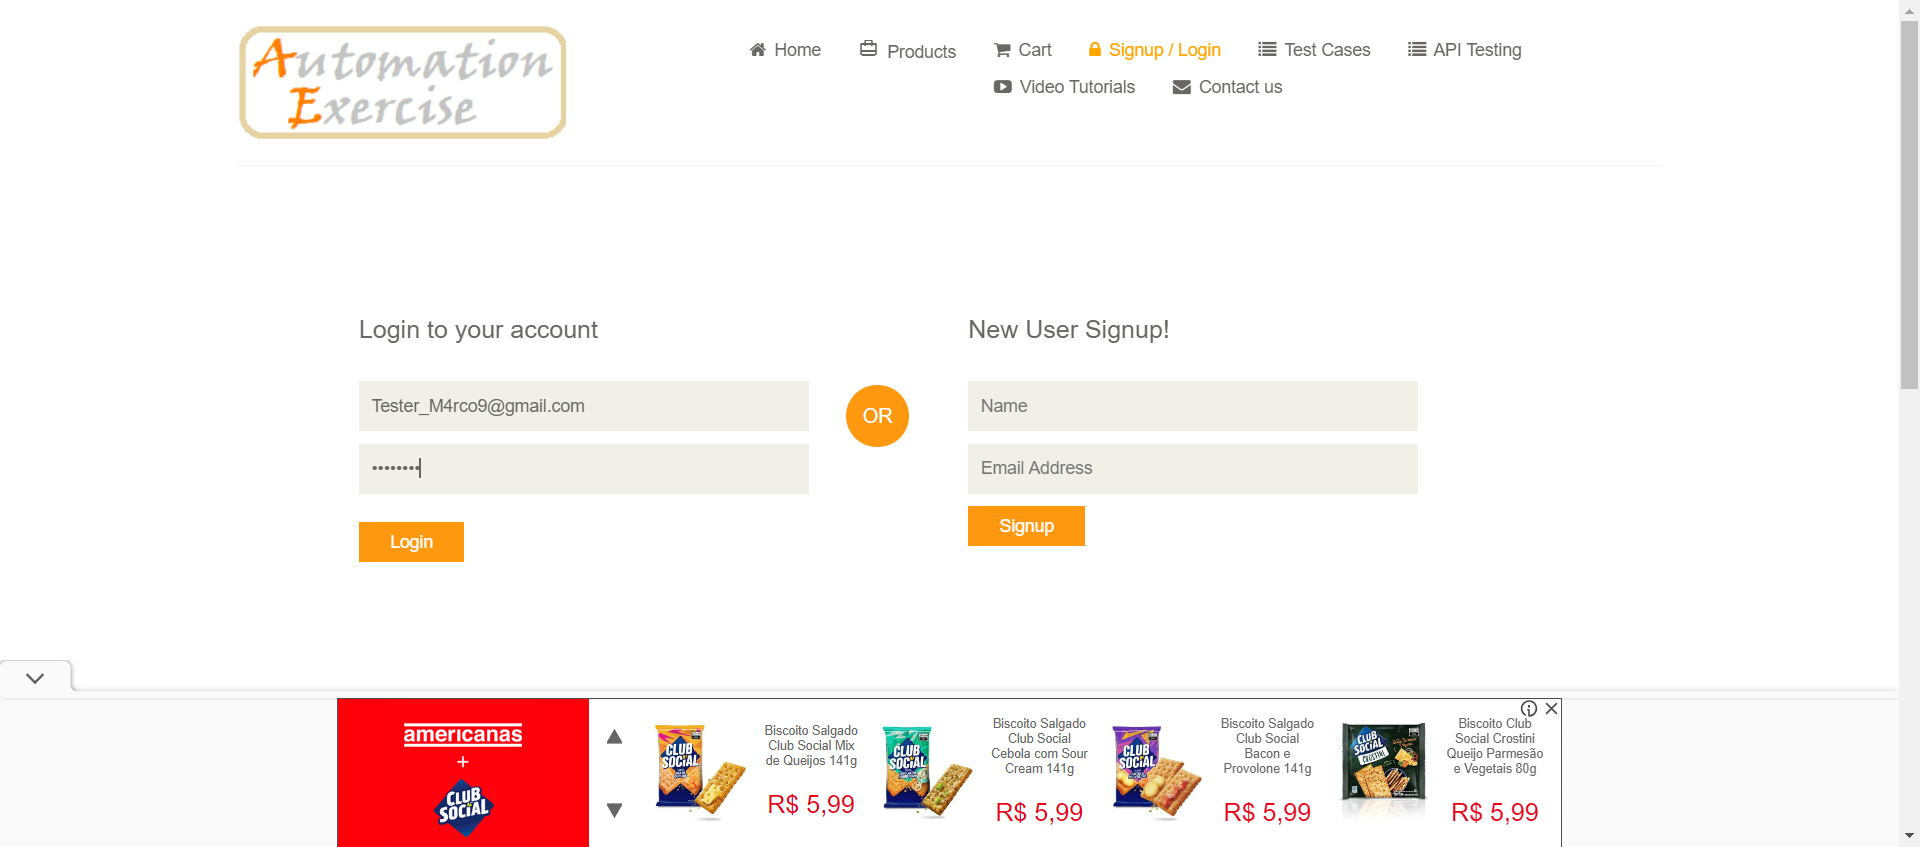 Automation
Exercise
Home
Products
Cart
Signup / Login
Test Cases
API Testing
Video Tutorials
Contact us
Login to your account
New User Signup!
Tester_M4rco9@gmail.com
OR
Name
••••••••
Email Address
Login
Signup
americanas
+
CLUB
SOCIAL
CLUB
SOCIAL
Biscoito Salgado
Club Social Mix
de Queijos 141g
R$ 5,99
CLUB
SOCIAL
Biscoito Salgado
Club Social
Cebola com Sour
Cream 141g
R$ 5,99
CLUB
SOCIAL
Biscoito Salgado
Club Social
Bacon e
Provolone 141g
R$ 5,99
CLUB
SOCIAL
CROSTINI
Biscoito Club
Social Crostini
Queijo Parmesão
e Vegetais 80g
R$ 5,99